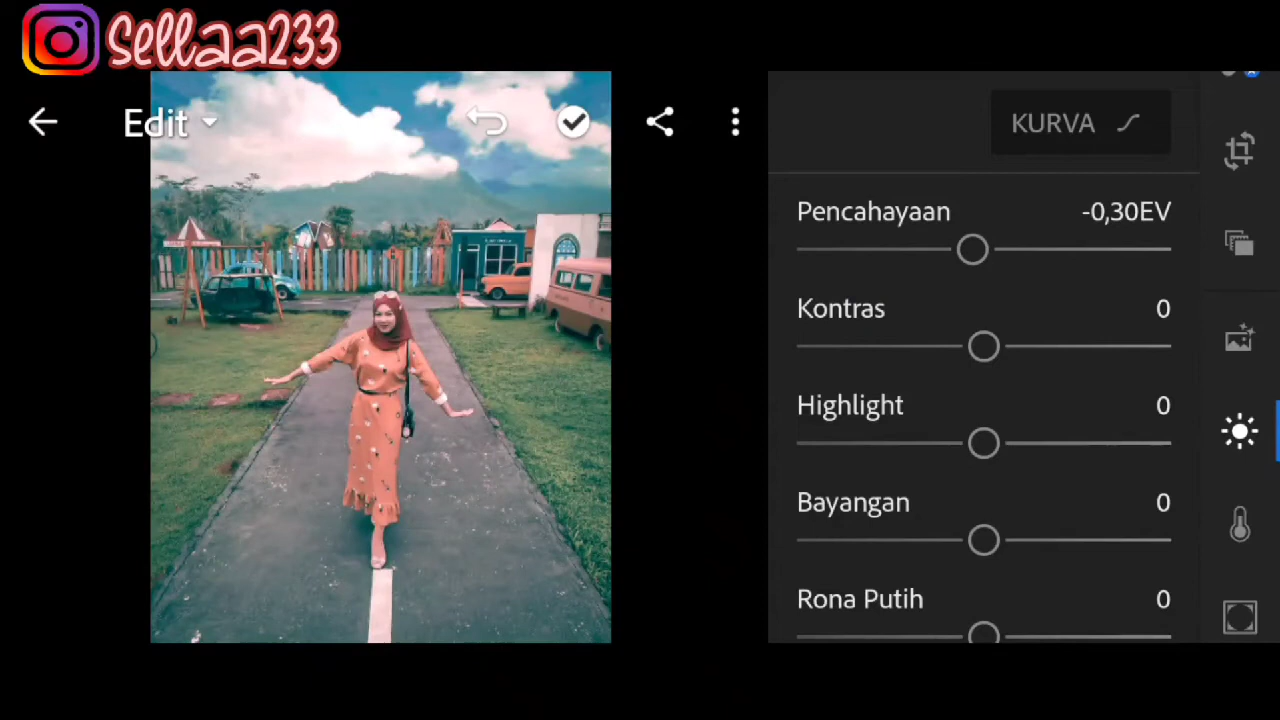 sellaa233
Edit
KURVA
Pencahayaan -0,30EV
Kontras 0
Highlight 0
Bayangan 0
Rona Putih 0